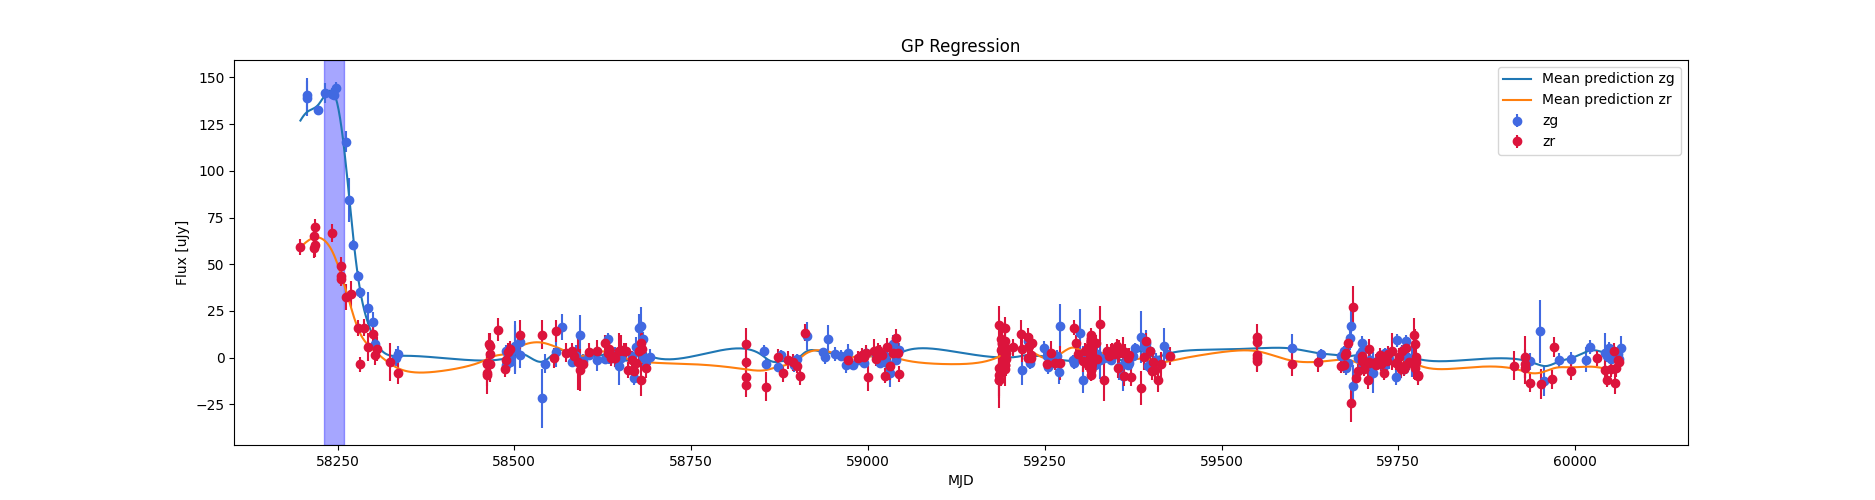 GP Regression
150
125
100
75
50
25
0
−25
Flux [uJy]
58250 58500 58750 59000 59250 59500 59750 60000
MJD
Mean prediction zg
Mean prediction zr
zg
zr